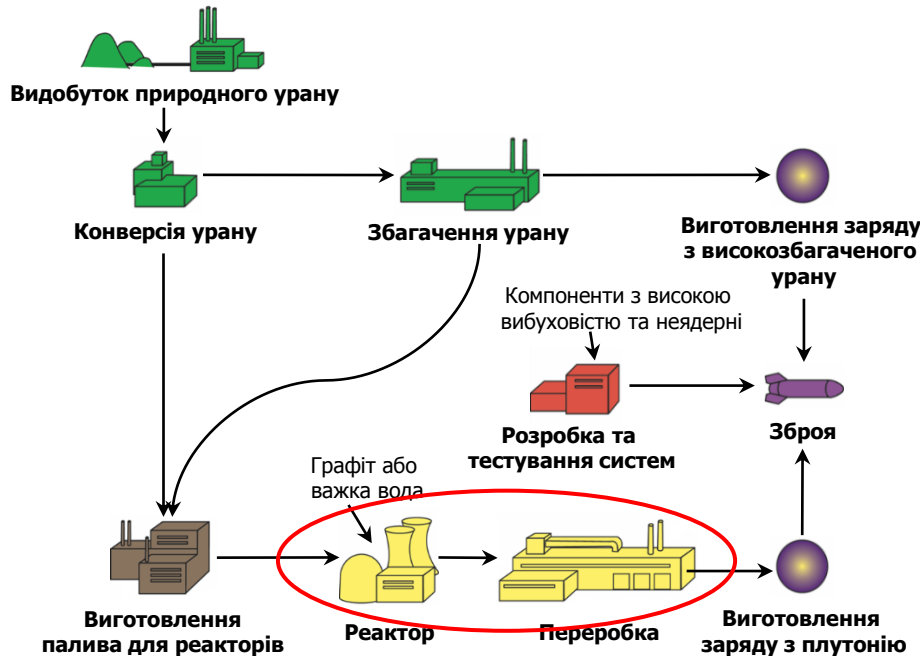 Видобуток природного урану
Конверсія урану
Збагачення урану
Виготовлення заряду
з високозбагаченого
урану
Компоненти з високою
вибуховістю та неядерні
Розробка та
тестування систем
Зброя
Графіт або
важка вода
Виготовлення
палива для реакторів
Реактор
Переробка
Виготовлення
заряду з плутонію